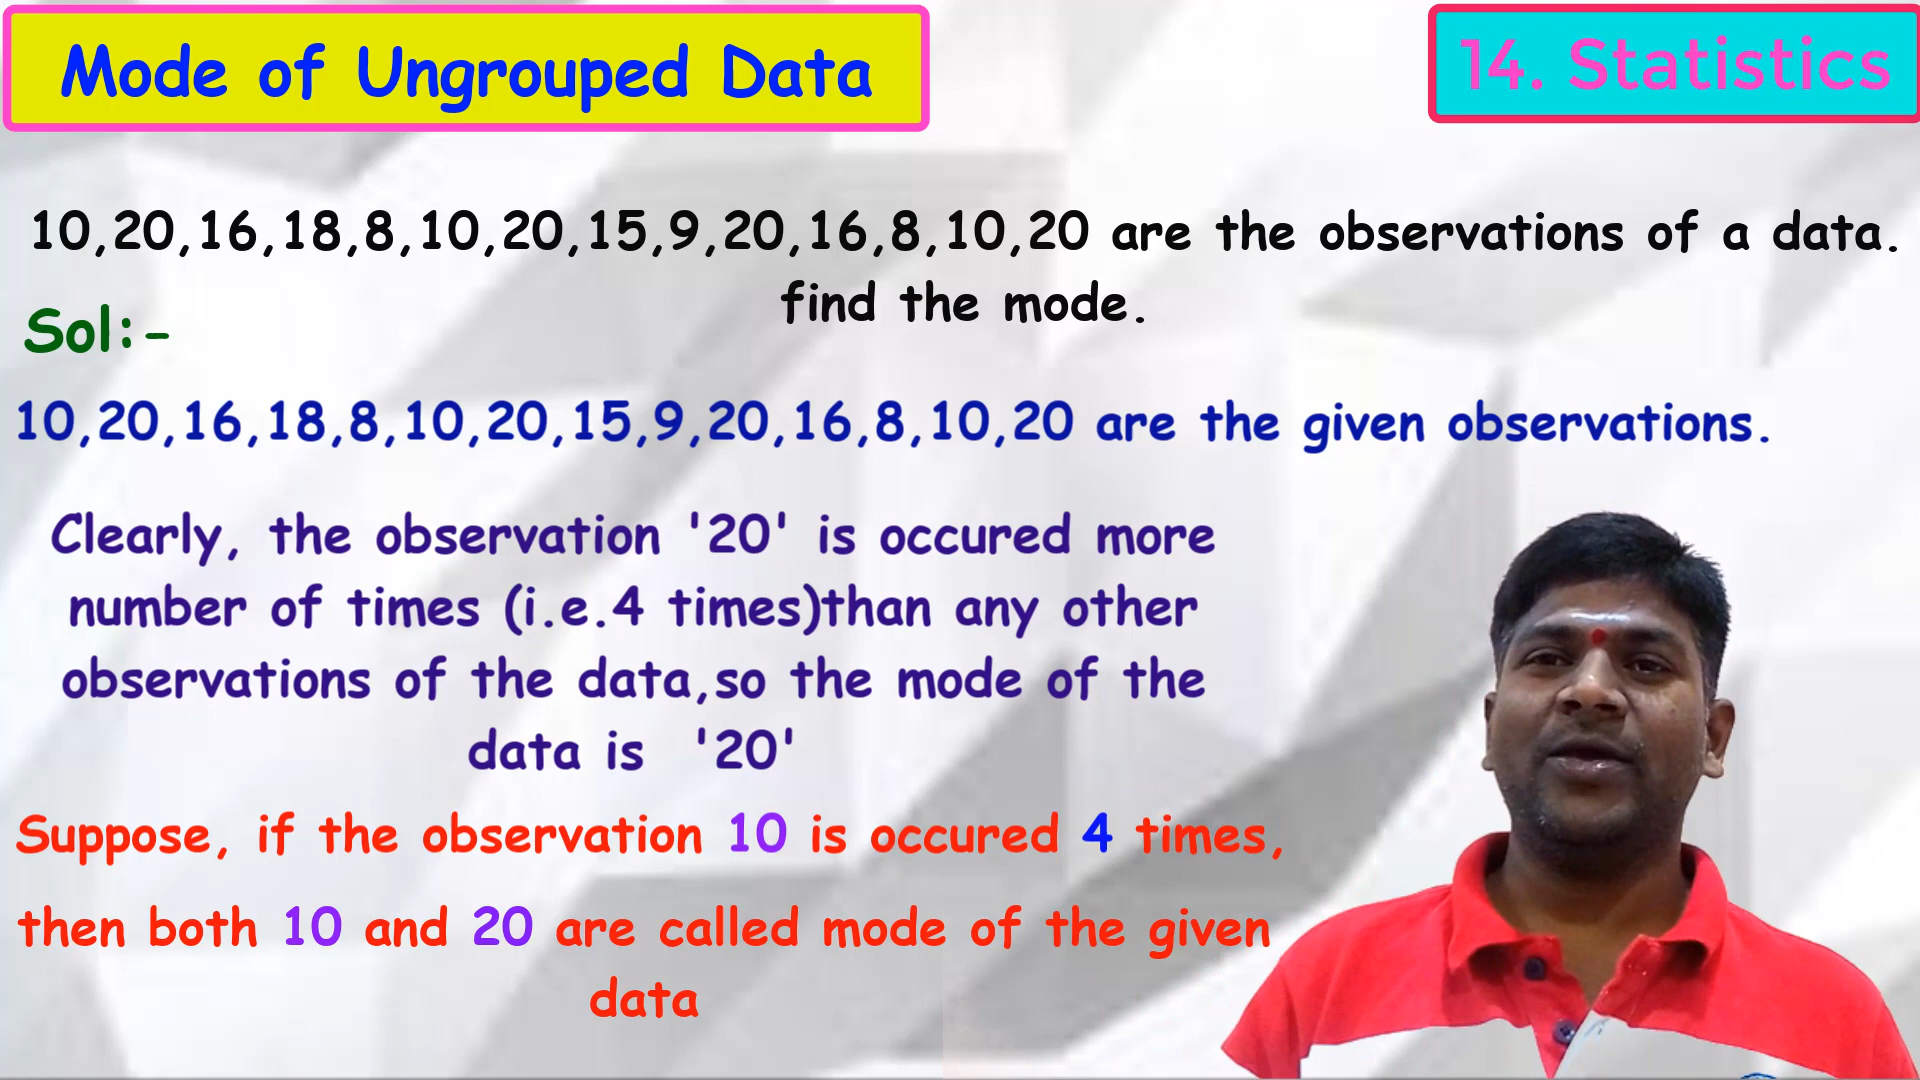 Mode of Ungrouped Data
14. Statistics
10,20,16,18,8,10,20,15,9,20,16,8,10,20 are the observations of a data.
find the mode.
Sol:-
10,20,16,18,8,10,20,15,9,20,16,8,10,20 are the given observations.
Clearly, the observation '20' is occured more
number of times (i.e.4 times)than any other
observations of the data,so the mode of the
data is '20'
Suppose, if the observation 10 is occured 4 times,
then both 10 and 20 are called mode of the given
data